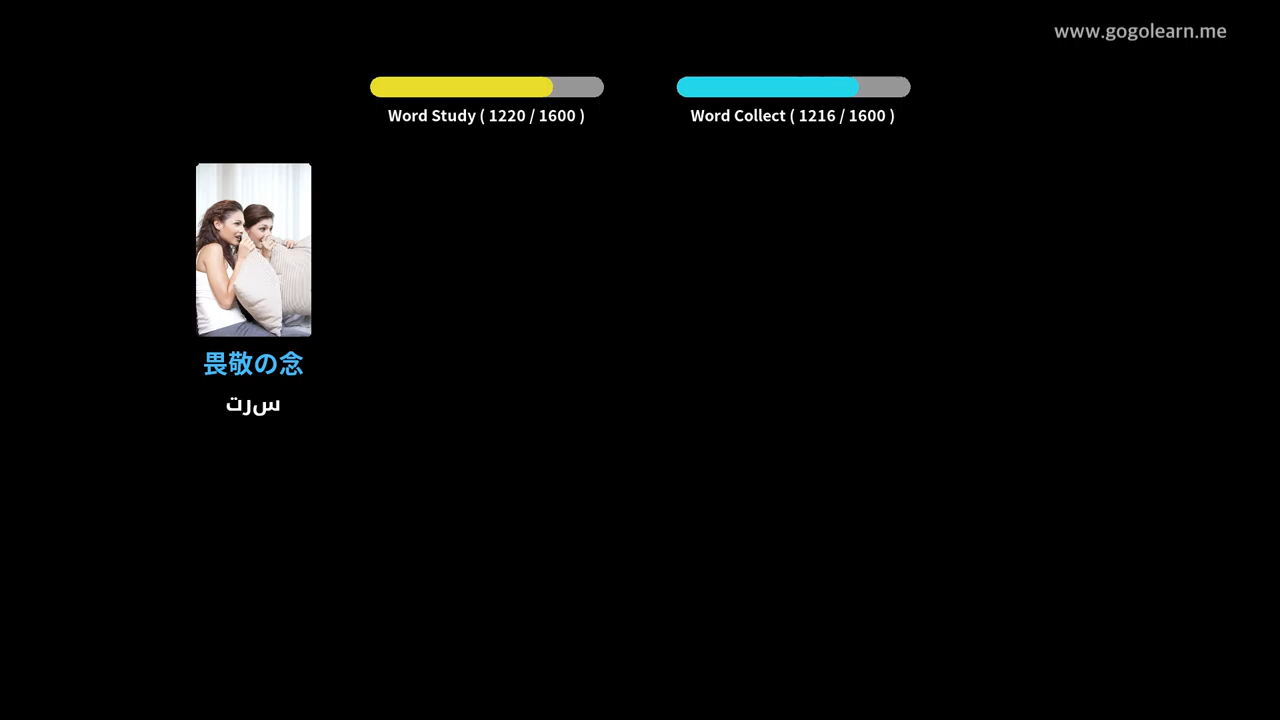 www.gogolearn.me
Word Study ( 1220 / 1600 )
Word Collect ( 1216 / 1600 )
畏敬の念
سرت